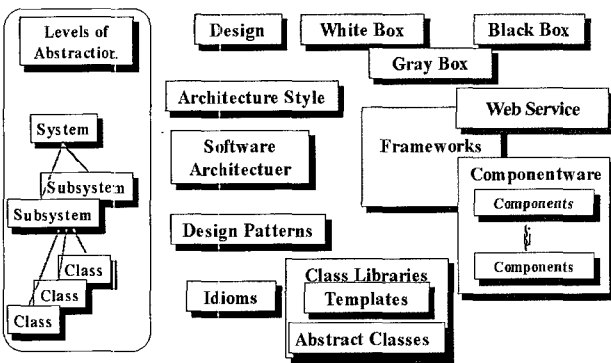 Levels of
Abstraction
Design
White Box
Black Box
Gray Box
Architecture Style
Web Service
System
Software
Architectuer
Frameworks
Componentware
Subsystem
Components
Subsystem
Design Patterns
Components
Class
Class Libraries
Class
Idioms
Templates
Class
Abstract Classes